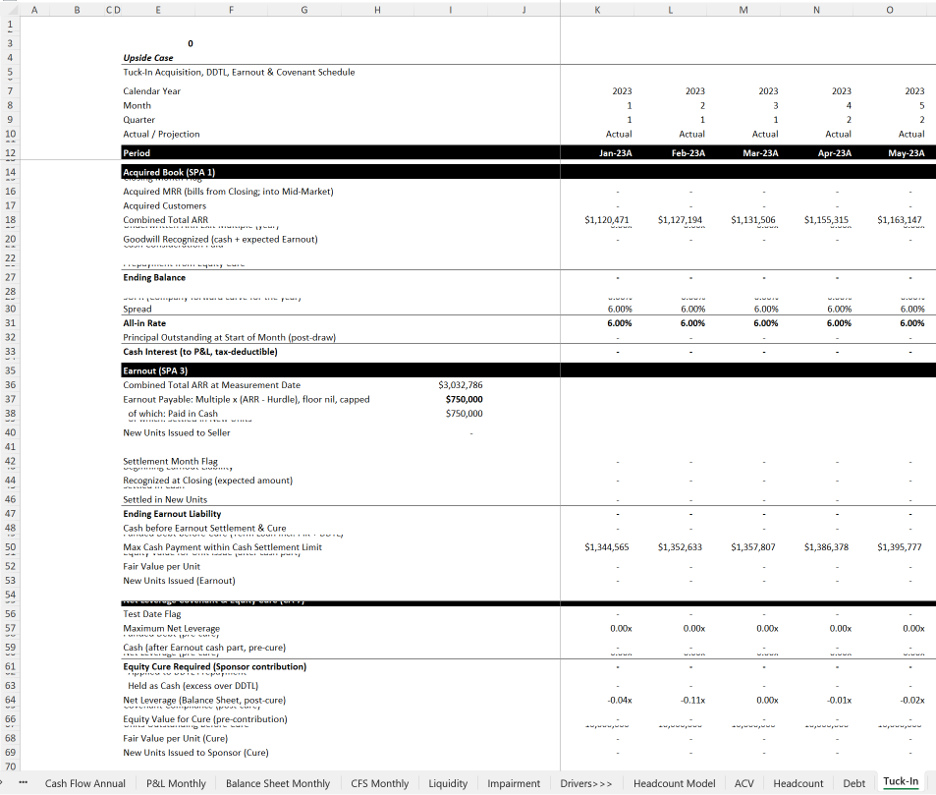 A B C D E F G H I J K L M N O
1
3 0
4 Upside Case
5 Tuck-In Acquisition, DDTL, Earnout & Covenant Schedule
7 Calendar Year 2023 2023 2023 2023 2023
8 Month 1 2 3 4 5
9 Quarter 1 1 1 2 2
10 Actual / Projection Actual Actual Actual Actual Actual
12 Period Jan-23A Feb-23A Mar-23A Apr-23A May-23A
14 Acquired Book (SPA 1)
16 Acquired MRR (bills from Closing; into Mid-Market) - - - - -
17 Acquired Customers - - - - -
18 Combined Total ARR $1,120,471 $1,127,194 $1,131,506 $1,155,315 $1,163,147
20 Goodwill Recognized (cash + expected Earnout) - - - - -
22
27 Ending Balance - - - - -
28
30 Spread 6.00% 6.00% 6.00% 6.00% 6.00%
31 All-in Rate 6.00% 6.00% 6.00% 6.00% 6.00%
32 Principal Outstanding at Start of Month (post-draw) - - - - -
33 Cash Interest (to P&L, tax-deductible) - - - - -
35 Earnout (SPA 3)
36 Combined Total ARR at Measurement Date $3,032,786
37 Earnout Payable: Multiple x (ARR - Hurdle), floor nil, capped $750,000
38 of which: Paid in Cash $750,000
40 New Units Issued to Seller -
41
42 Settlement Month Flag - - - - -
44 Recognized at Closing (expected amount) - - - - -
46 Settled in New Units - - - - -
47 Ending Earnout Liability - - - - -
48 Cash before Earnout Settlement & Cure - - - - -
50 Max Cash Payment within Cash Settlement Limit $1,344,565 $1,352,633 $1,357,807 $1,386,378 $1,395,777
52 Fair Value per Unit - - - - -
53 New Units Issued (Earnout) - - - - -
54
56 Test Date Flag - - - - -
57 Maximum Net Leverage 0.00x 0.00x 0.00x 0.00x 0.00x
59 Cash (after Earnout cash part, pre-cure) - - - - -
61 Equity Cure Required (Sponsor contribution) - - - - -
63 Held as Cash (excess over DDTL) - - - - -
64 Net Leverage (Balance Sheet, post-cure) -0.04x -0.11x 0.00x -0.01x -0.02x
66 Equity Value for Cure (pre-contribution) - - - - -
68 Fair Value per Unit (Cure) - - - - -
69 New Units Issued to Sponsor (Cure) - - - - -
70
... Cash Flow Annual P&L Monthly Balance Sheet Monthly CFS Monthly Liquidity Impairment Drivers>>> Headcount Model ACV Headcount Debt Tuck-In